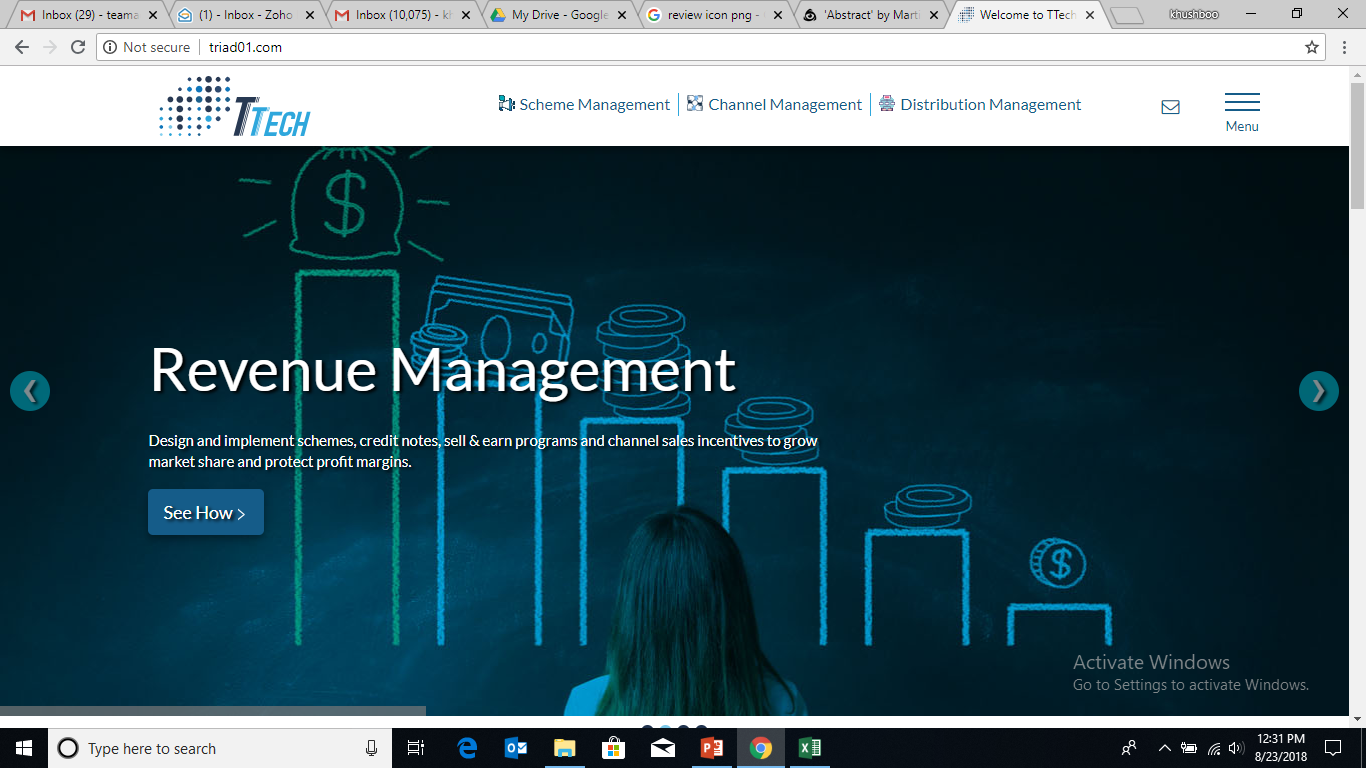 Inbox (29) - teama
(1) - Inbox - Zoho
Inbox (10,075) - kh
My Drive - Google
review icon png -
'Abstract' by Marti
Welcome to TTech
khushboo
Not secure
triad01.com
TTECH
Scheme Management
Channel Management
Distribution Management
Menu
$
Revenue Management
Design and implement schemes, credit notes, sell & earn programs and channel sales incentives to grow
market share and protect profit margins.
See How >
$
Activate Windows
Go to Settings to activate Windows.
Type here to search
12:31 PM
8/23/2018